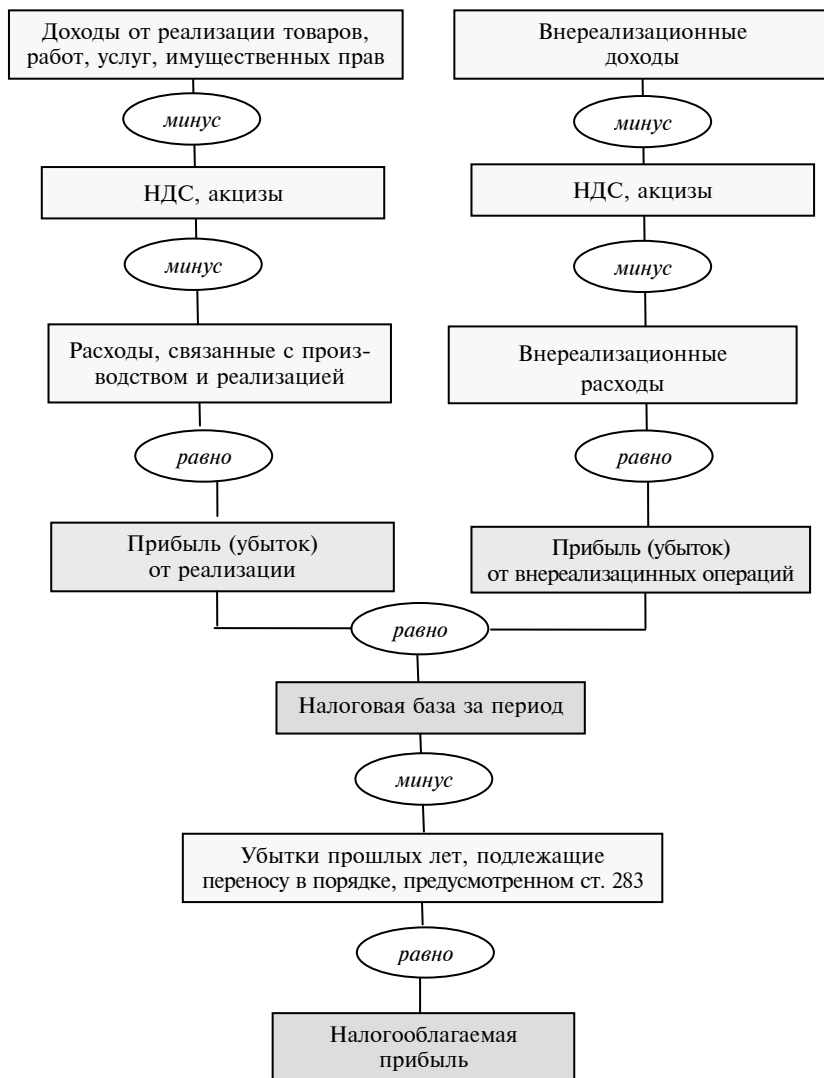 Доходы от реализации товаров,
работ, услуг, имущественных прав
минус
НДС, акцизы
минус
Расходы, связанные с произ-
водством и реализацией
равно
Прибыль (убыток)
от реализации
Внереализационные
доходы
минус
НДС, акцизы
минус
Внереализационные
расходы
равно
Прибыль (убыток)
от внереализацинных операций
равно
Налоговая база за период
минус
Убытки прошлых лет, подлежащие
переносу в порядке, предусмотренном ст. 283
равно
Налогооблагаемая
прибыль